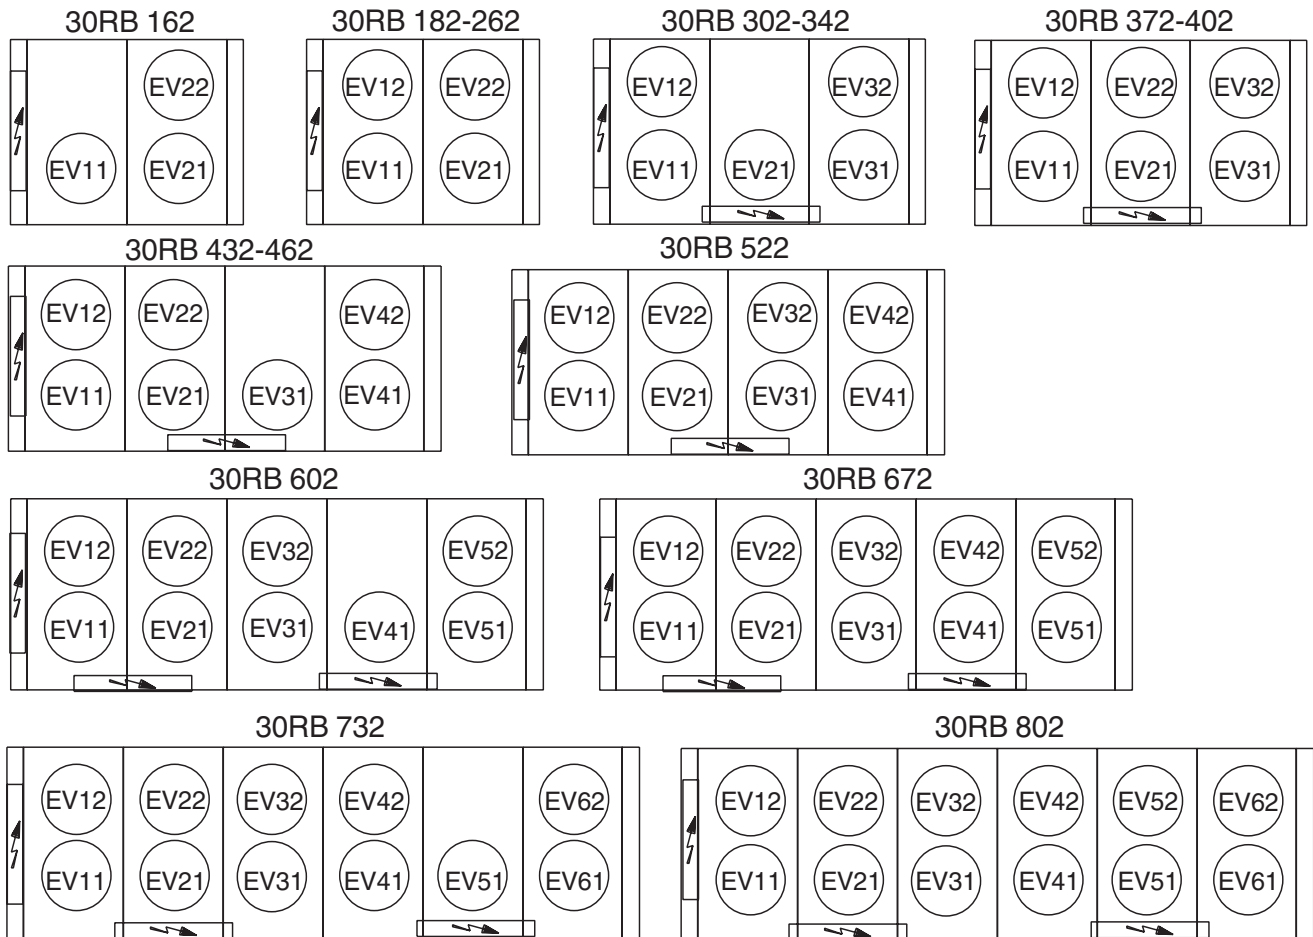 30RB 162 30RB 182-262 30RB 302-342 30RB 372-402
EV22 EV12 EV22 EV12 EV32 EV12 EV22 EV32
EV11 EV21 EV11 EV21 EV11 EV21 EV31 EV11 EV21 EV31
30RB 432-462 30RB 522
EV12 EV22 EV42 EV12 EV22 EV32 EV42
EV11 EV21 EV31 EV41 EV11 EV21 EV31 EV41
30RB 602 30RB 672
EV12 EV22 EV32 EV52 EV12 EV22 EV32 EV42 EV52
EV11 EV21 EV31 EV41 EV51 EV11 EV21 EV31 EV41 EV51
30RB 732 30RB 802
EV12 EV22 EV32 EV42 EV62 EV12 EV22 EV32 EV42 EV52 EV62
EV11 EV21 EV31 EV41 EV51 EV61 EV11 EV21 EV31 EV41 EV51 EV61